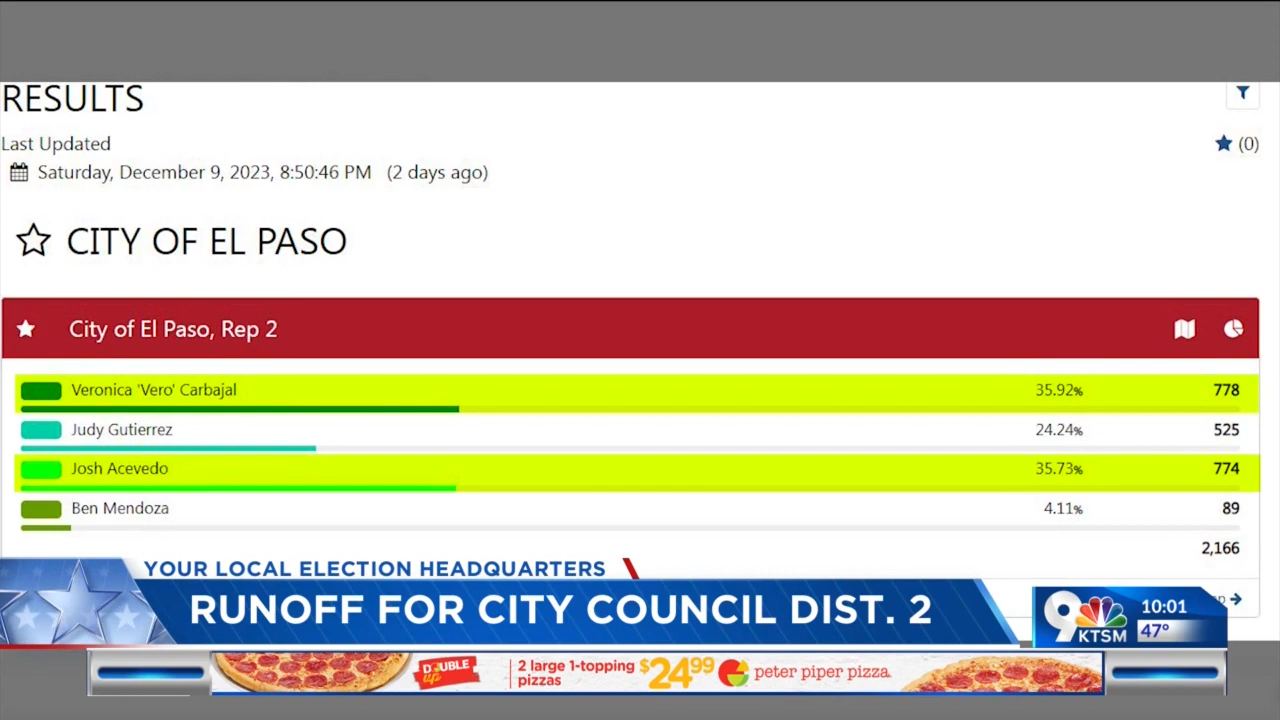 RESULTS
Last Updated
(0)
Saturday, December 9, 2023, 8:50:46 PM (2 days ago)
CITY OF EL PASO
City of El Paso, Rep 2
Veronica 'Vero' Carbajal 35.92% 778
Judy Gutierrez 24.24% 525
Josh Acevedo 35.73% 774
Ben Mendoza 4.11% 89
2,166
YOUR LOCAL ELECTION HEADQUARTERS
RUNOFF FOR CITY COUNCIL DIST. 2
9 KTSM
10:01
47°
DOUBLE up
2 large 1-topping
pizzas
$24.99
peter piper pizza.